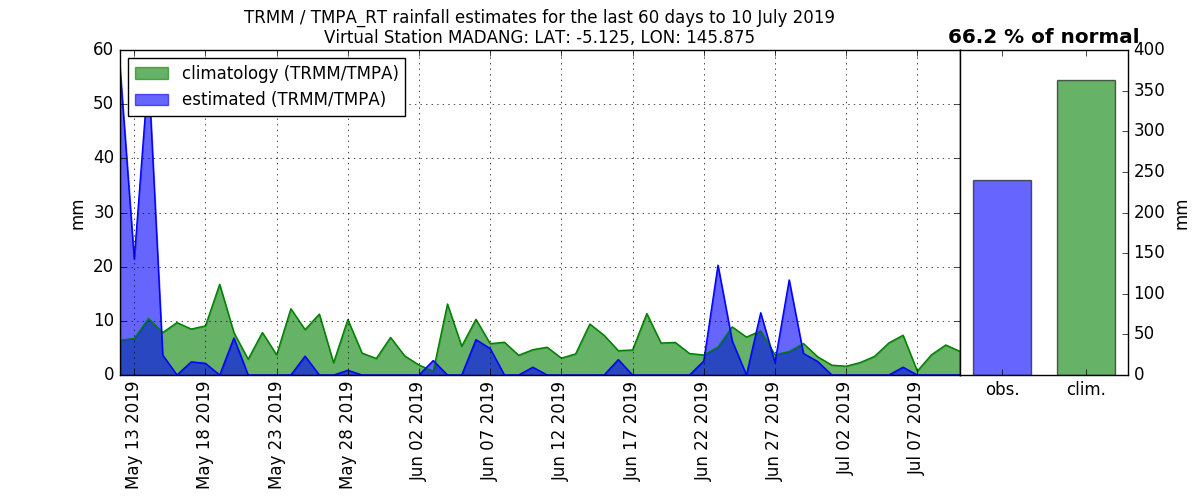 TRMM / TMPA_RT rainfall estimates for the last 60 days to 10 July 2019
Virtual Station MADANG: LAT: -5.125, LON: 145.875
66.2 % of normal
climatology (TRMM/TMPA)
estimated (TRMM/TMPA)
60
50
40
30
20
10
0
mm
May 13 2019
May 18 2019
May 23 2019
May 28 2019
Jun 02 2019
Jun 07 2019
Jun 12 2019
Jun 17 2019
Jun 22 2019
Jun 27 2019
Jul 02 2019
Jul 07 2019
obs.
clim.
400
350
300
250
200
150
100
50
0
mm